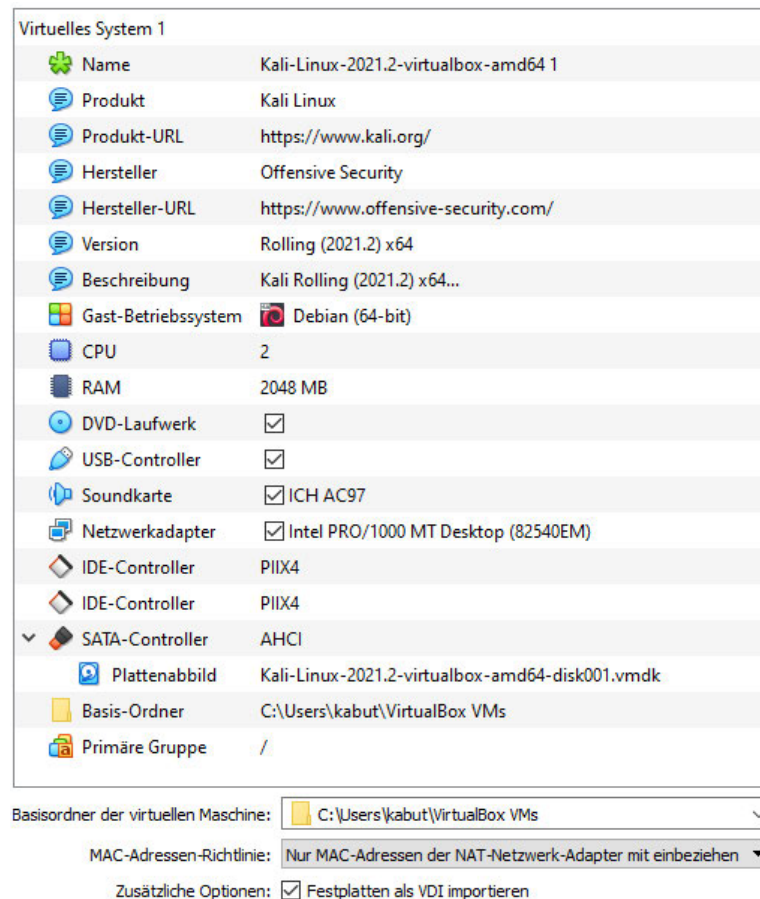 Virtuelles System 1
Name Kali-Linux-2021.2-virtualbox-amd64 1
Produkt Kali Linux
Produkt-URL https://www.kali.org/
Hersteller Offensive Security
Hersteller-URL https://www.offensive-security.com/
Version Rolling (2021.2) x64
Beschreibung Kali Rolling (2021.2) x64...
Gast-Betriebssystem Debian (64-bit)
CPU 2
RAM 2048 MB
DVD-Laufwerk
USB-Controller
Soundkarte ICH AC97
Netzwerkadapter Intel PRO/1000 MT Desktop (82540EM)
IDE-Controller PIIX4
IDE-Controller PIIX4
SATA-Controller AHCI
Plattenabbild Kali-Linux-2021.2-virtualbox-amd64-disk001.vmdk
Basis-Ordner C:\Users\kabut\VirtualBox VMs
Primäre Gruppe /
Basisordner der virtuellen Maschine: C:\Users\kabut\VirtualBox VMs
MAC-Adressen-Richtlinie: Nur MAC-Adressen der NAT-Netzwerk-Adapter mit einbeziehen
Zusätzliche Optionen: Festplatten als VDI importieren